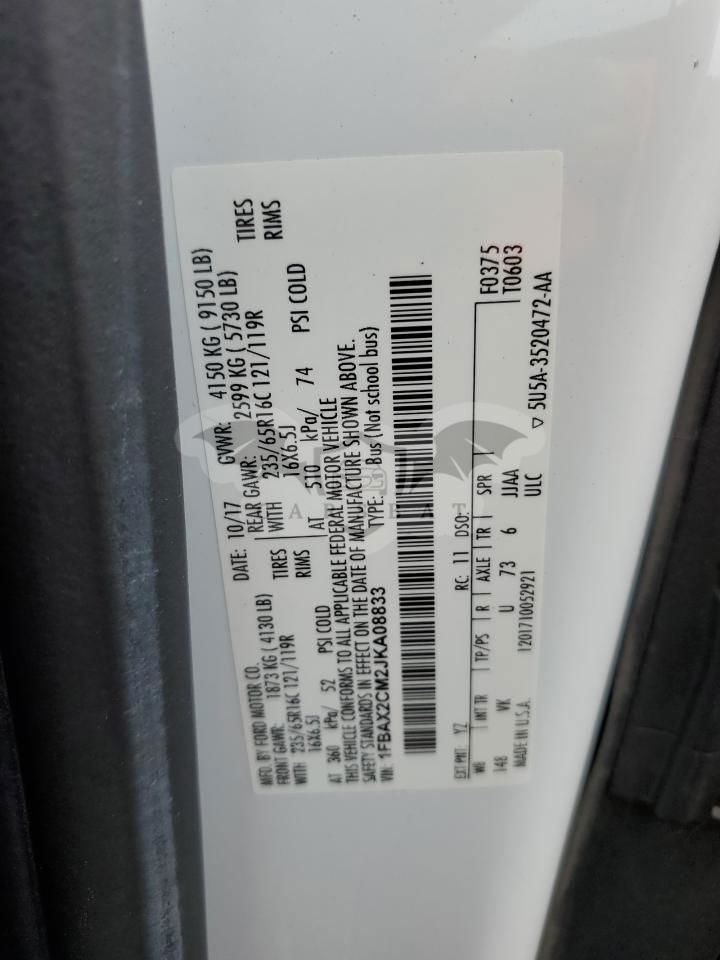 MFD. BY FORD MOTOR CO.
DATE: 10/17 GVWR: 4150 KG ( 9150 LB)
FRONT GAWR: 1873 KG ( 4130 LB) REAR GAWR: 2599 KG ( 5730 LB)
WITH 235/65R16C 121/119R TIRES WITH 235/65R16C 121/119R TIRES
16X6.5J RIMS 16X6.5J RIMS
AT 360 kPa/ 52 PSI COLD AT 510 kPa/ 74 PSI COLD
THIS VEHICLE CONFORMS TO ALL APPLICABLE FEDERAL MOTOR VEHICLE
SAFETY STANDARDS IN EFFECT ON THE DATE OF MANUFACTURE SHOWN ABOVE.
VIN: 1FBAX2CM2JKA08833 TYPE: Bus (Not school bus)
EXT PNT: YZ RC: 11 DSO: F0375
WB INT TR TP/PS R AXLE TR SPR T0603
148 VK U 73 6 JJAA
MADE IN U.S.A. 1201710052921 ULC ▽ 5U5A-3520472-AA